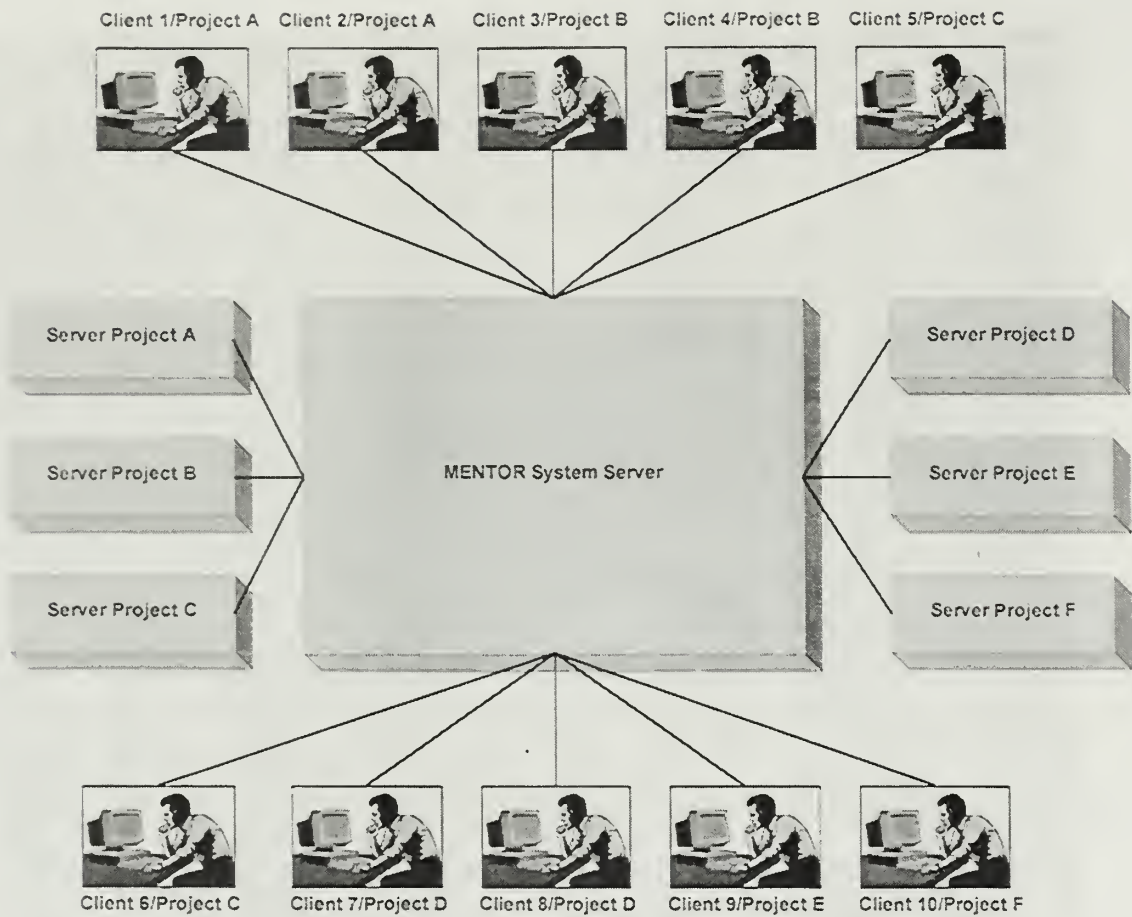 Client 1/Project A
Client 2/Project A
Client 3/Project B
Client 4/Project B
Client 5/Project C
Server Project A
Server Project D
Server Project B
MENTOR System Server
Server Project E
Server Project C
Server Project F
Client 6/Project C
Client 7/Project D
Client 8/Project D
Client 9/Project E
Client 10/Project F